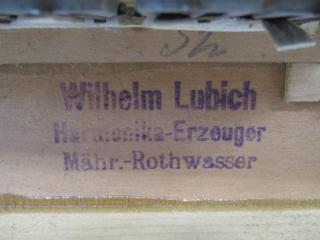 Wilhelm Lubich
Harmonika-Erzeuger
Mähr.-Rothwasser